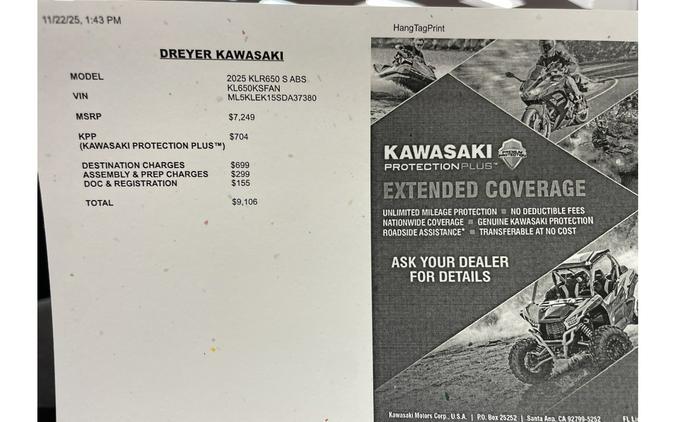 11/22/25, 1:43 PM
HangTagPrint
DREYER KAWASAKI
MODEL 2025 KLR650 S ABS
KL650KSFAN
VIN ML5KLEK15SDA37380
MSRP $7,249
KPP $704
(KAWASAKI PROTECTION PLUS™)
DESTINATION CHARGES $699
ASSEMBLY & PREP CHARGES $299
DOC & REGISTRATION $155
TOTAL $9,106
KAWASAKI
PROTECTION PLUS™
EXTENDED COVERAGE
UNLIMITED MILEAGE PROTECTION NO DEDUCTIBLE FEES
NATIONWIDE COVERAGE GENUINE KAWASAKI PROTECTION
ROADSIDE ASSISTANCE* TRANSFERABLE AT NO COST
ASK YOUR DEALER
FOR DETAILS
Kawasaki Motors Corp., U.S.A. | P.O. Box 25252 | Santa Ana, CA 92799-5252 FL